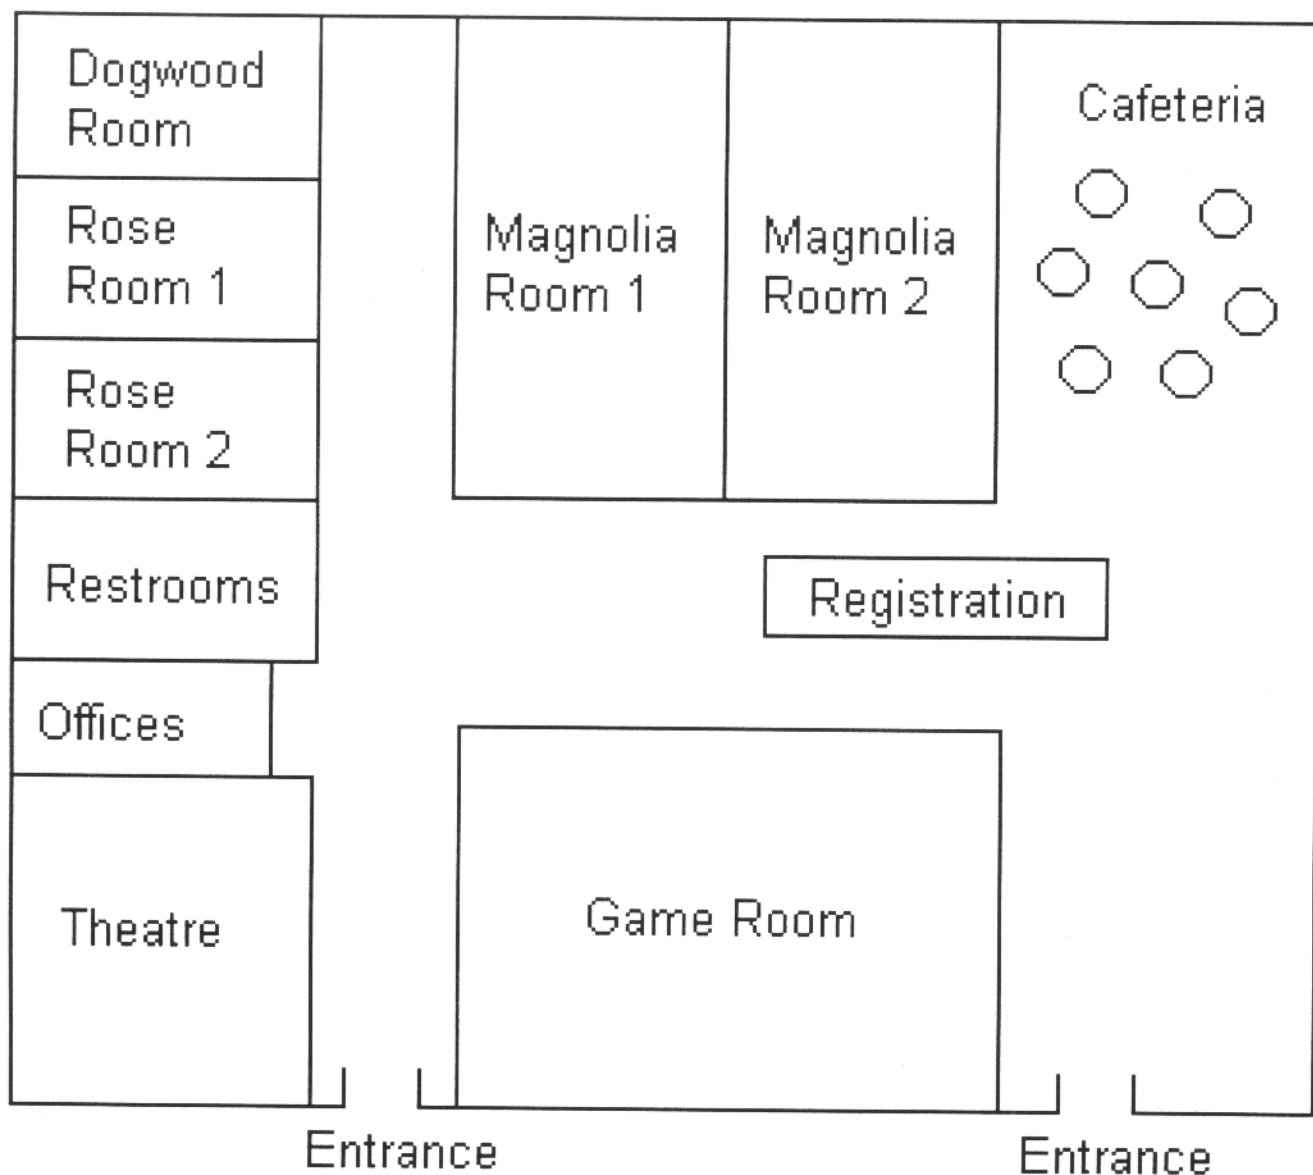 Dogwood
Room
Cafeteria
Rose
Room 1
Magnolia
Room 1
Magnolia
Room 2
Rose
Room 2
Restrooms
Registration
Offices
Theatre
Game Room
Entrance
Entrance